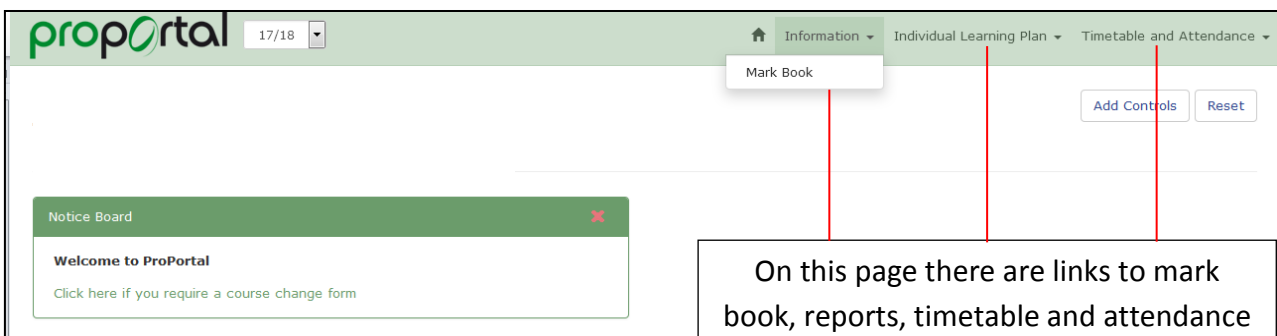 proportal 17/18 Information Individual Learning Plan Timetable and Attendance
Mark Book
Add Controls Reset
Notice Board
Welcome to ProPortal
Click here if you require a course change form
On this page there are links to mark
book, reports, timetable and attendance